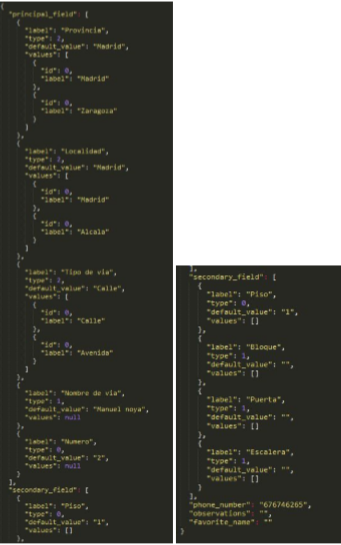 {
"principal_field": [
{
"label": "Provincia",
"type": 2,
"default_value": "Madrid",
"values": [
{
"id": 0,
"label": "Madrid"
},
{
"id": 0,
"label": "Zaragoza"
}
]
},
{
"label": "Localidad",
"type": 2,
"default_value": "Madrid",
"values": [
{
"id": 0,
"label": "Madrid"
},
{
"id": 0,
"label": "Alcala"
}
]
},
{
"label": "Tipo de via",
"type": 2,
"default_value": "Calle",
"values": [
{
"id": 0,
"label": "Calle"
},
{
"id": 0,
"label": "Avenida"
}
]
},
{
"label": "Nombre de via",
"type": 1,
"default_value": "Manuel noya",
"values": null
},
{
"label": "Numero",
"type": 0,
"default_value": "2",
"values": null
}
],
"secondary_field": [
{
"label": "Piso",
"type": 0,
"default_value": "1",
"values": []
},
],
"secondary_field": [
{
"label": "Piso",
"type": 0,
"default_value": "1",
"values": []
},
{
"label": "Bloque",
"type": 1,
"default_value": "",
"values": []
},
{
"label": "Puerta",
"type": 1,
"default_value": "",
"values": []
},
{
"label": "Escalera",
"type": 1,
"default_value": "",
"values": []
}
],
"phone_number": "676746265",
"observations": "",
"favorite_name": ""
}